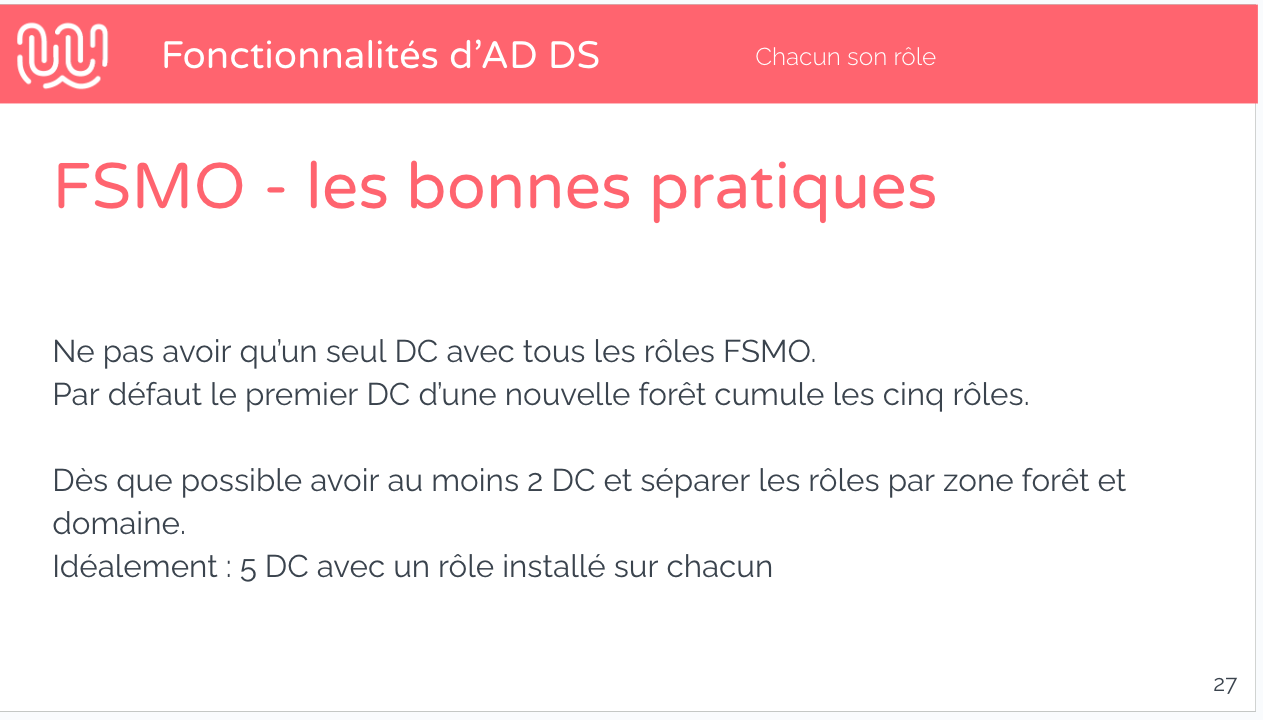 Fonctionnalités d’AD DS
Chacun son rôle
FSMO - les bonnes pratiques
Ne pas avoir qu’un seul DC avec tous les rôles FSMO.
Par défaut le premier DC d’une nouvelle forêt cumule les cinq rôles.
Dès que possible avoir au moins 2 DC et séparer les rôles par zone forêt et
domaine.
Idéalement : 5 DC avec un rôle installé sur chacun
27